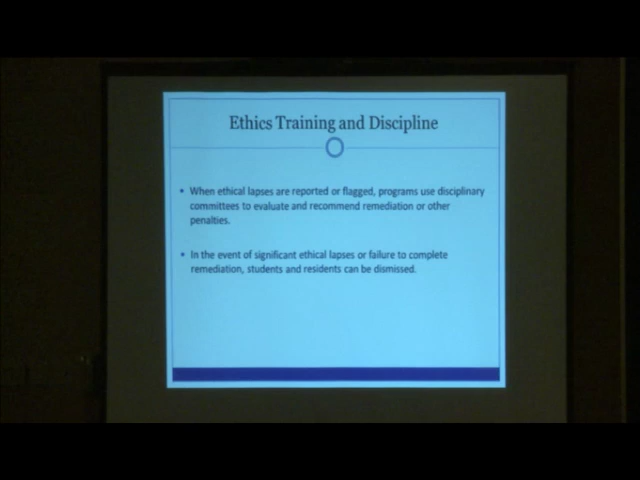 Ethics Training and Discipline
• When ethical lapses are reported or flagged, programs use disciplinary
committees to evaluate and recommend remediation or other
penalties.
• In the event of significant ethical lapses or failure to complete
remediation, students and residents can be dismissed.